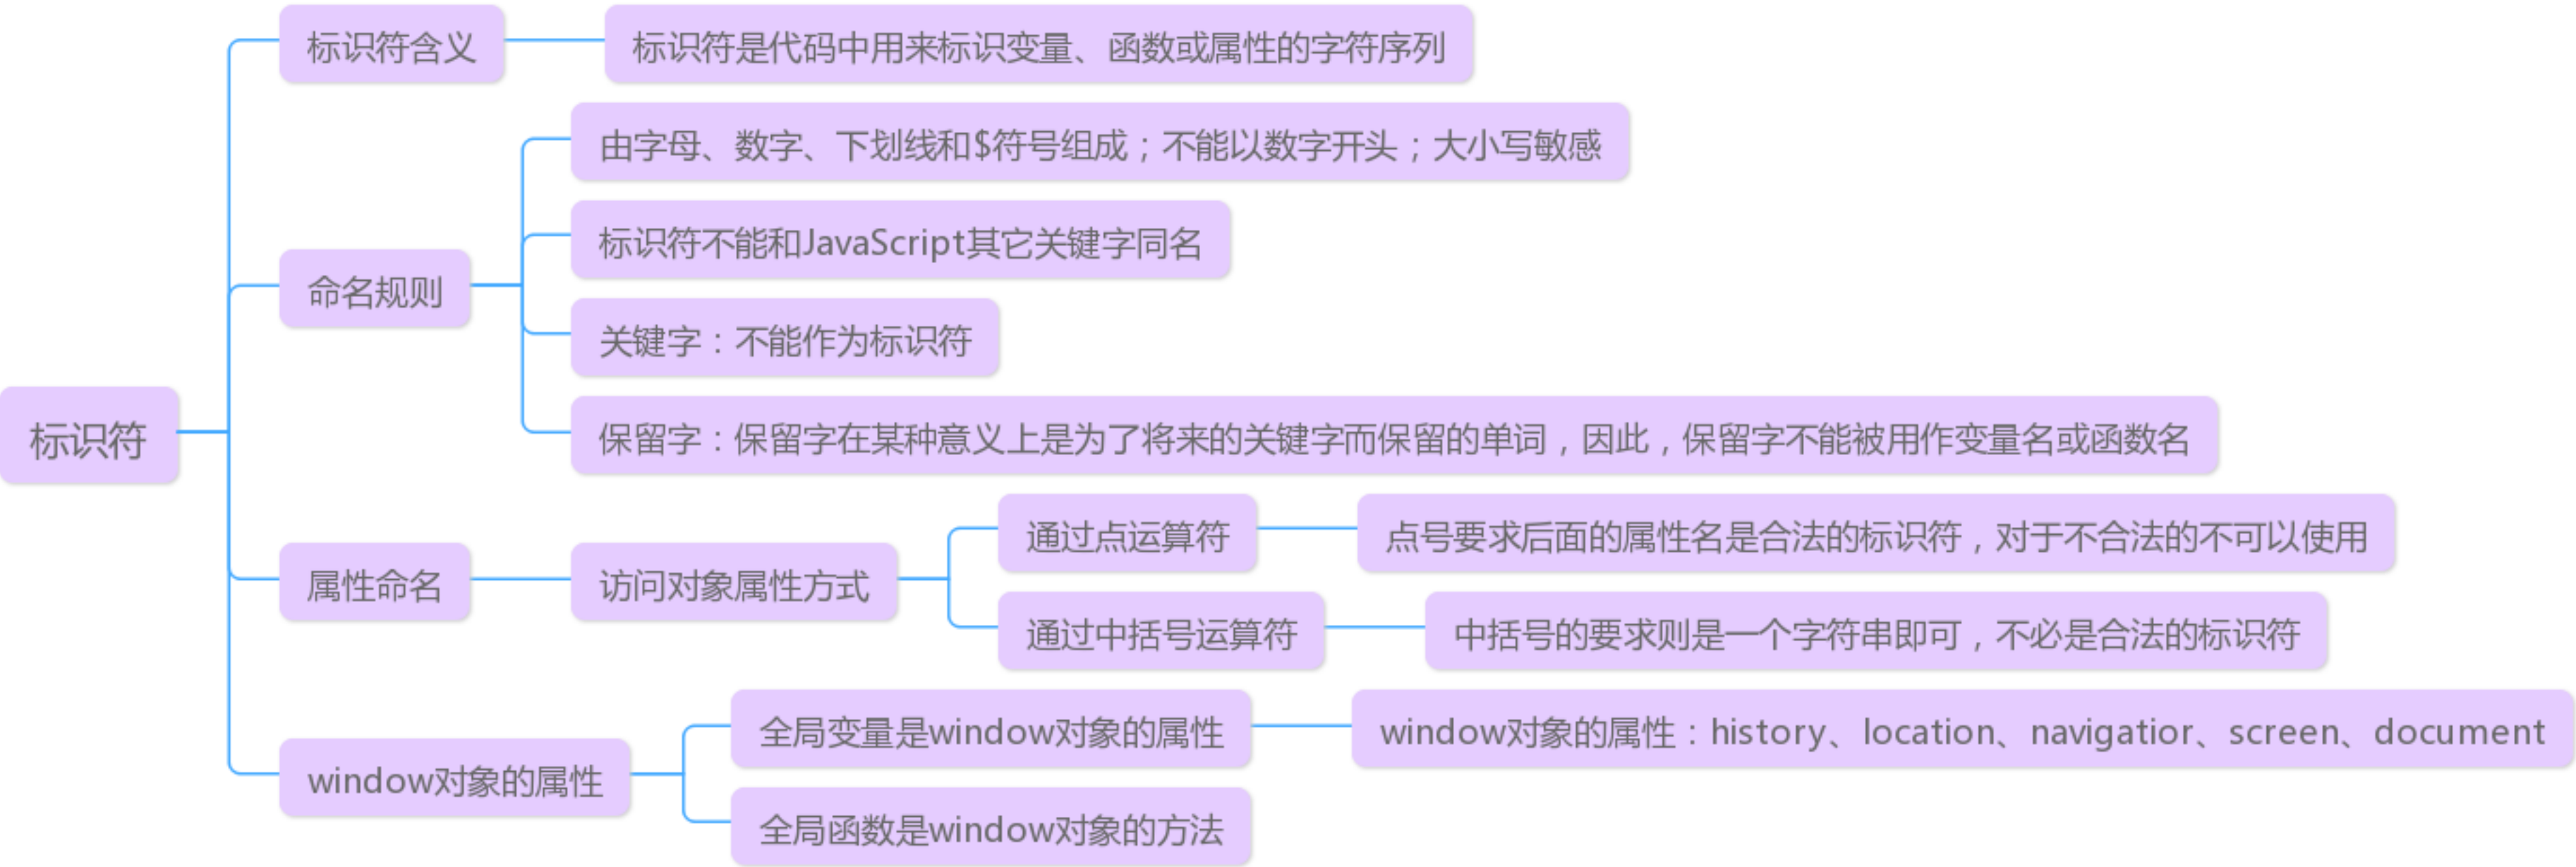 标识符
标识符含义
标识符是代码中用来标识变量、函数或属性的字符序列
命名规则
由字母、数字、下划线和$符号组成；不能以数字开头；大小写敏感
标识符不能和JavaScript其它关键字同名
关键字：不能作为标识符
保留字：保留字在某种意义上是为了将来的关键字而保留的单词，因此，保留字不能被用作变量名或函数名
属性命名
访问对象属性方式
通过点运算符
点号要求后面的属性名是合法的标识符，对于不合法的不可以使用
通过中括号运算符
中括号的要求则是一个字符串即可，不必是合法的标识符
window对象的属性
全局变量是window对象的属性
window对象的属性：history、location、navigatior、screen、document
全局函数是window对象的方法